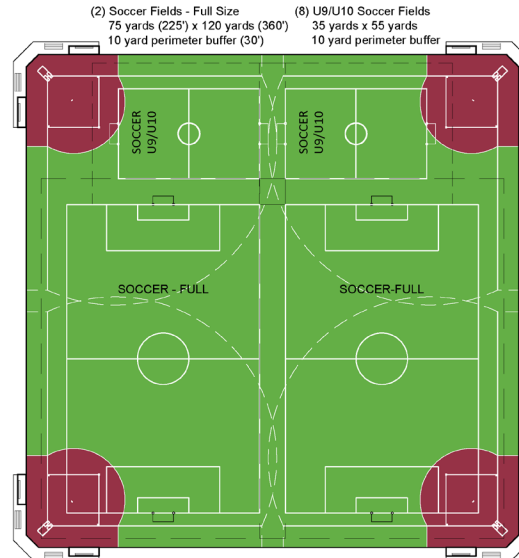 (2) Soccer Fields - Full Size
75 yards (225') x 120 yards (360')
10 yard perimeter buffer (30')
(8) U9/U10 Soccer Fields
35 yards x 55 yards
10 yard perimeter buffer
SOCCER
U9/U10
SOCCER
U9/U10
SOCCER - FULL
SOCCER-FULL